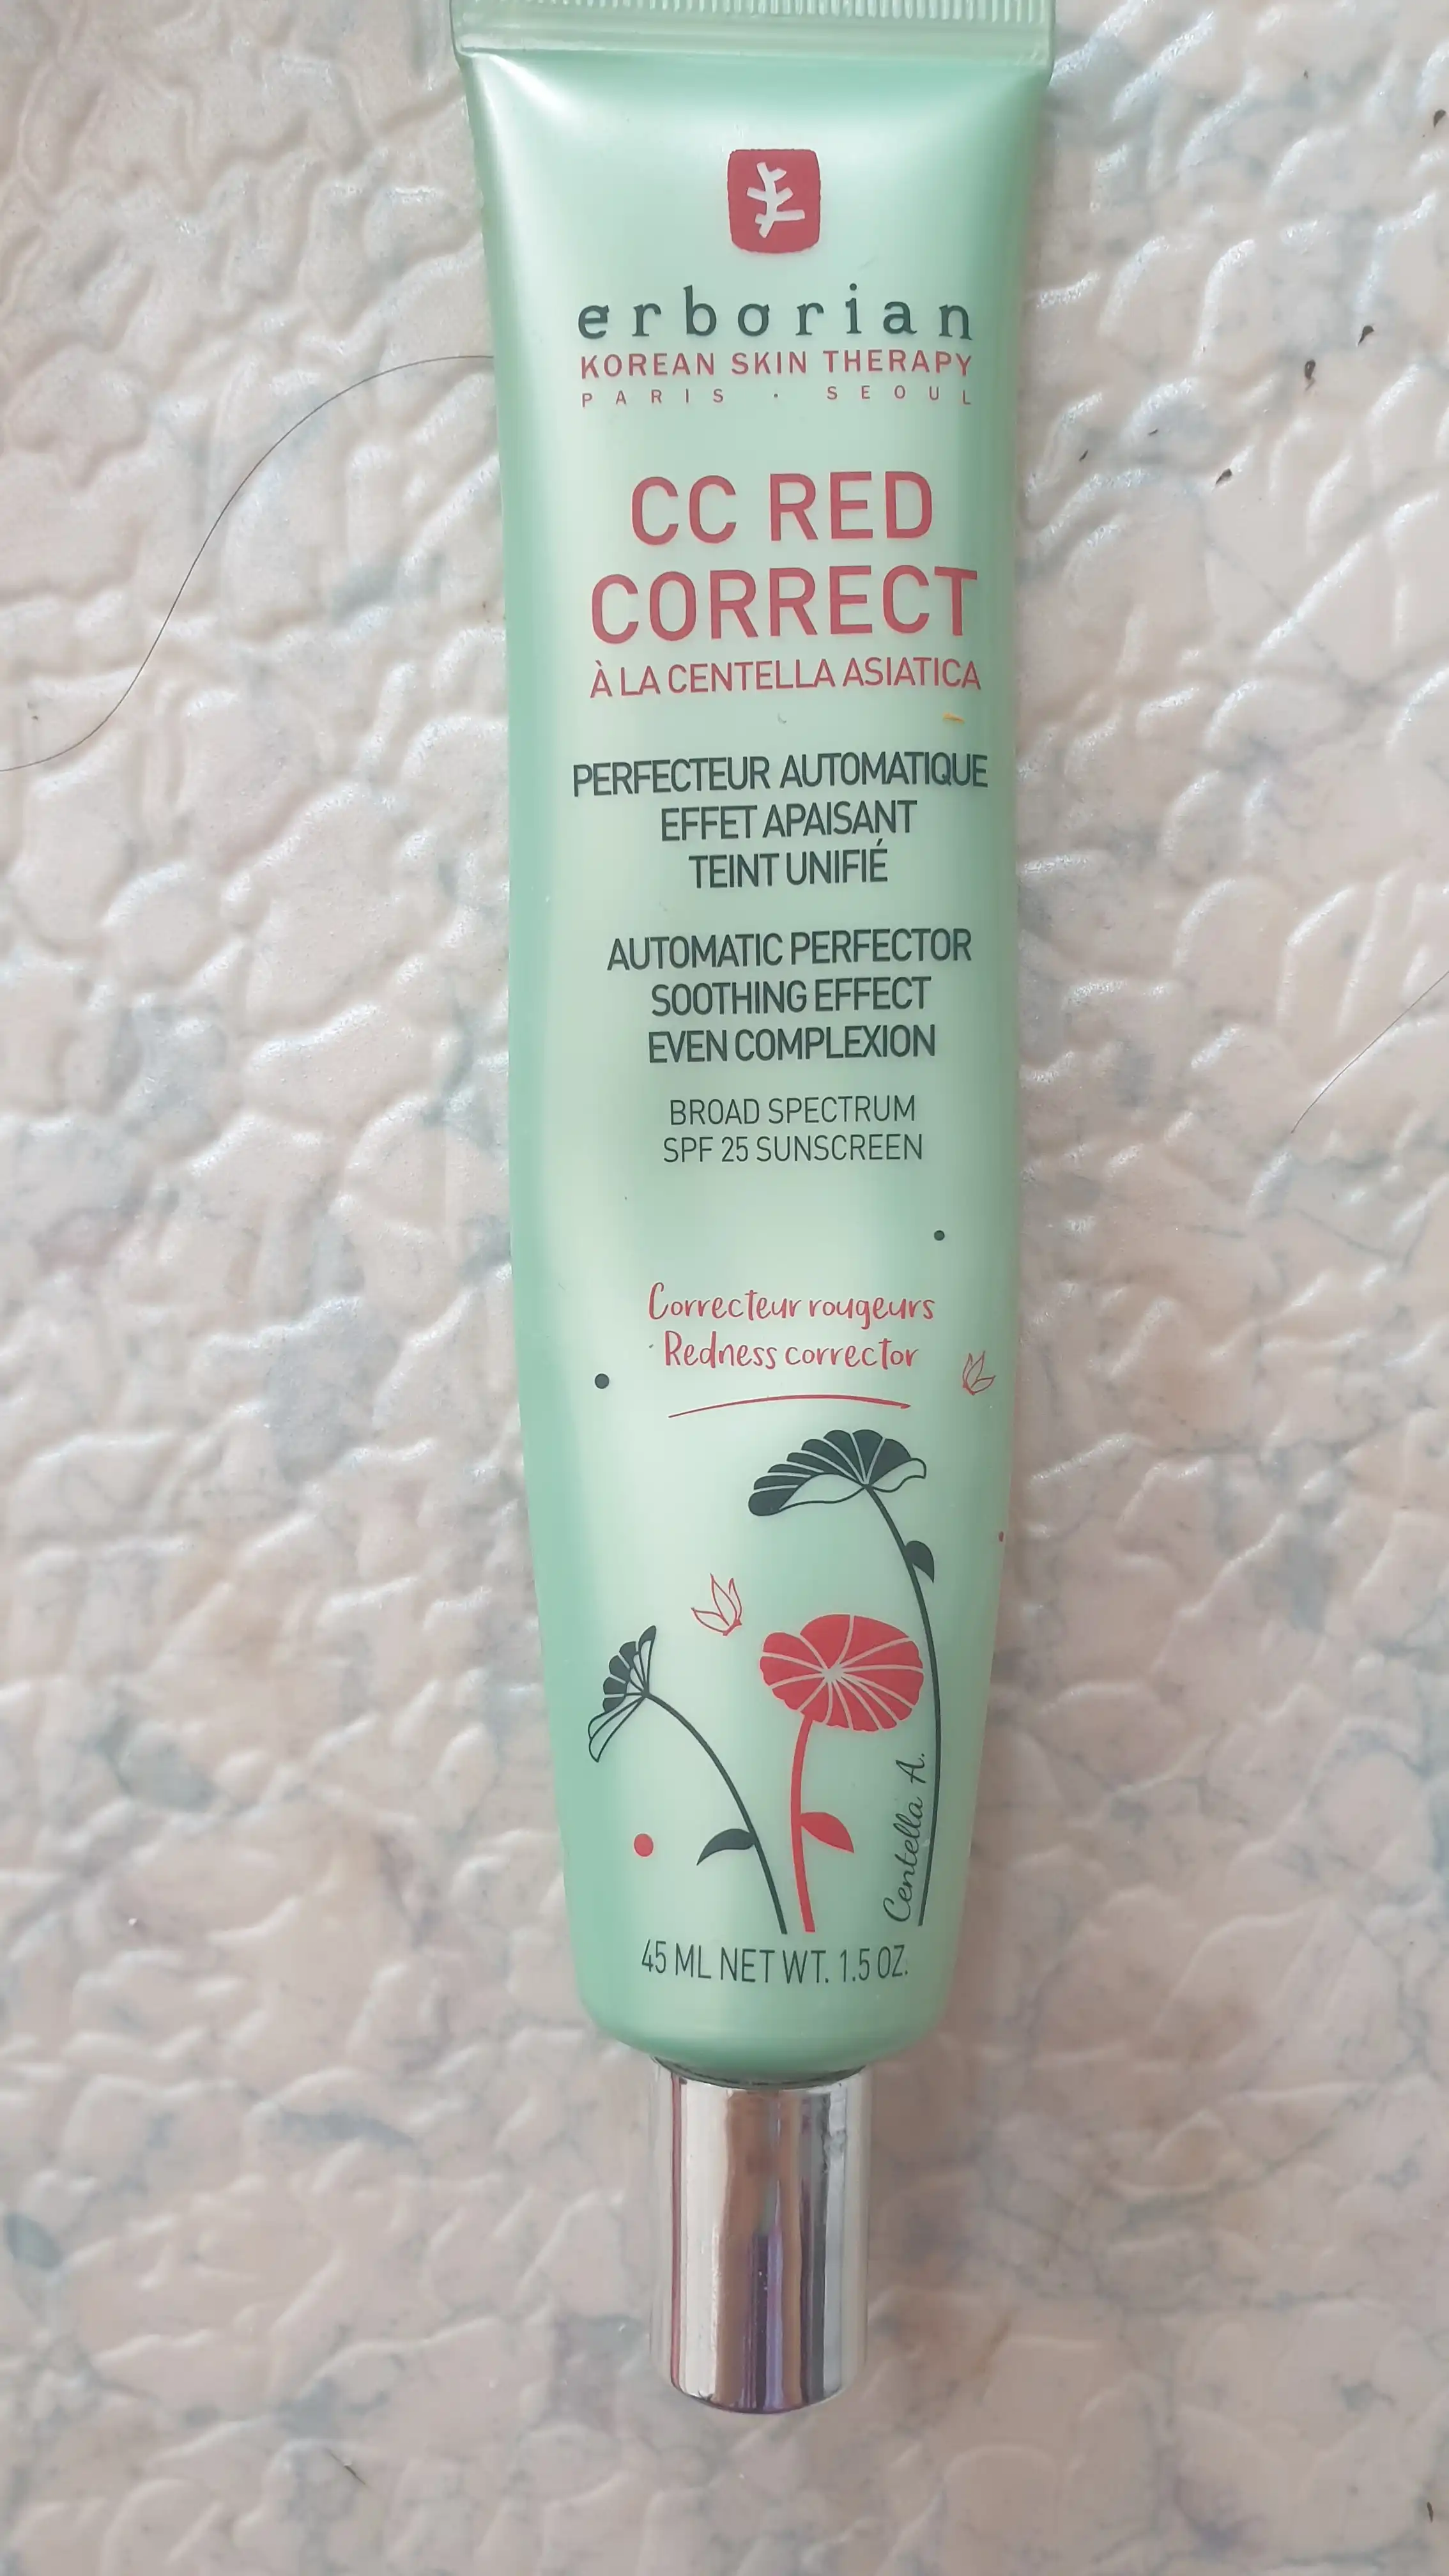 erborian
KOREAN SKIN THERAPY
PARIS · SEOUL
CC RED
CORRECT
À LA CENTELLA ASIATICA
PERFECTEUR AUTOMATIQUE
EFFET APAISANT
TEINT UNIFIÉ
AUTOMATIC PERFECTOR
SOOTHING EFFECT
EVEN COMPLEXION
BROAD SPECTRUM
SPF 25 SUNSCREEN
Correcteur rougeurs
Redness corrector
Centella A.
45 ML NET WT. 1.5 OZ.